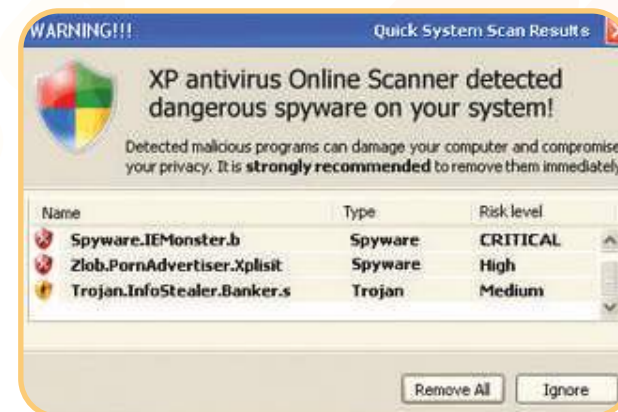 WARNING!!! Quick System Scan Results
XP antivirus Online Scanner detected
dangerous spyware on your system!
Detected malicious programs can damage your computer and compromise
your privacy. It is strongly recommended to remove them immediately
Name Type Risk level
Spyware.IEMonster.b Spyware CRITICAL
Zlob.PornAdvertiser.Xplisit Spyware High
Trojan.InfoStealer.Banker.s Trojan Medium
Remove All Ignore